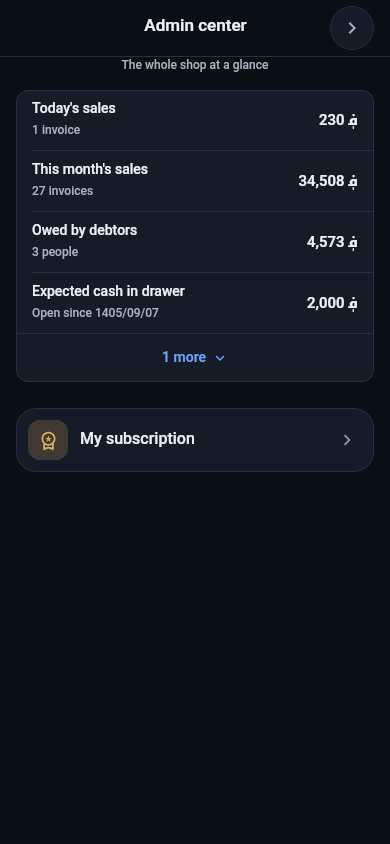 Admin center
The whole shop at a glance
Today's sales
1 invoice
230 ؋
This month's sales
27 invoices
34,508 ؋
Owed by debtors
3 people
4,573 ؋
Expected cash in drawer
Open since 1405/09/07
2,000 ؋
1 more
My subscription